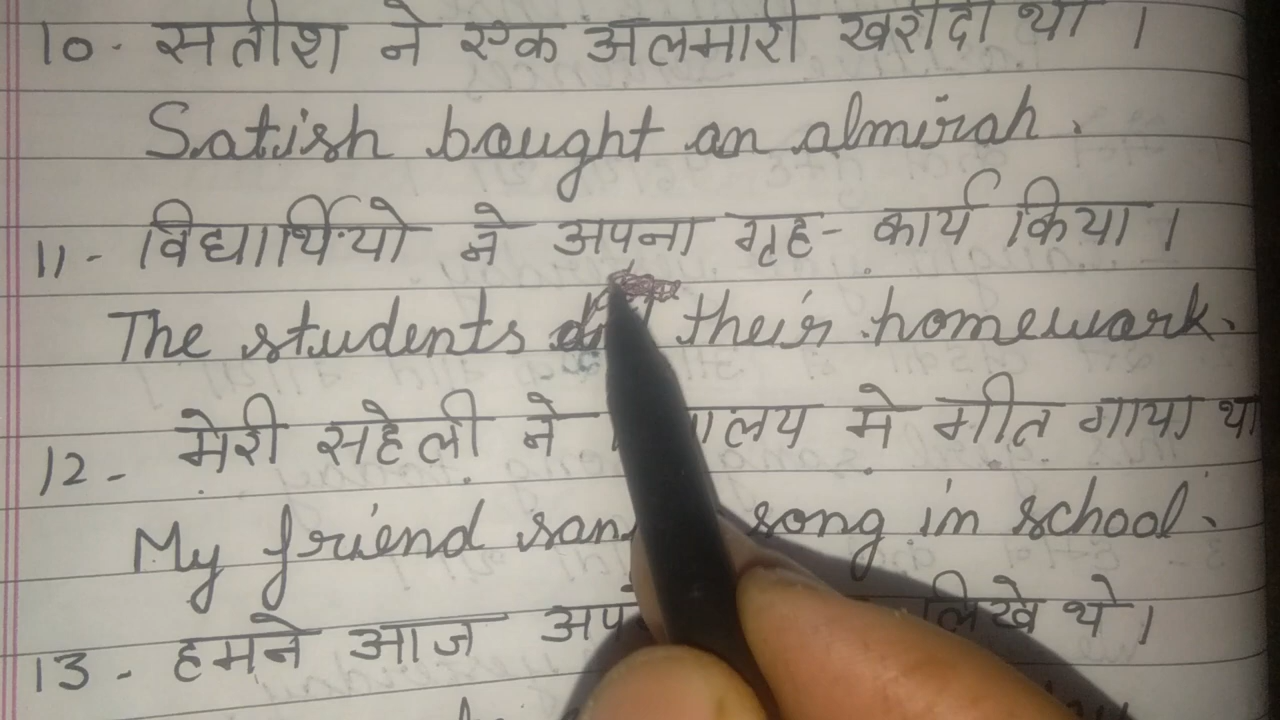 10. सतीश ने एक अलमारी खरीदी थी ।
Satish bought an almirah.
11- विद्यार्थियो ने अपना गृह-कार्य किया ।
The students their homework.
12- मेरी सहेली ने मे गीत गाया था
My friend song in school.
13- हमने आज लिखे थे ।